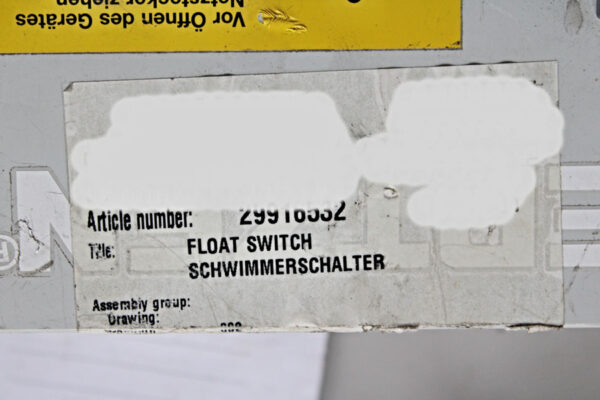 Vor Öffnen des Gerätes
Netzstecker ziehen
Article number: 29916532
Title: FLOAT SWITCH
SCHWIMMERSCHALTER
Assembly group:
Drawing: